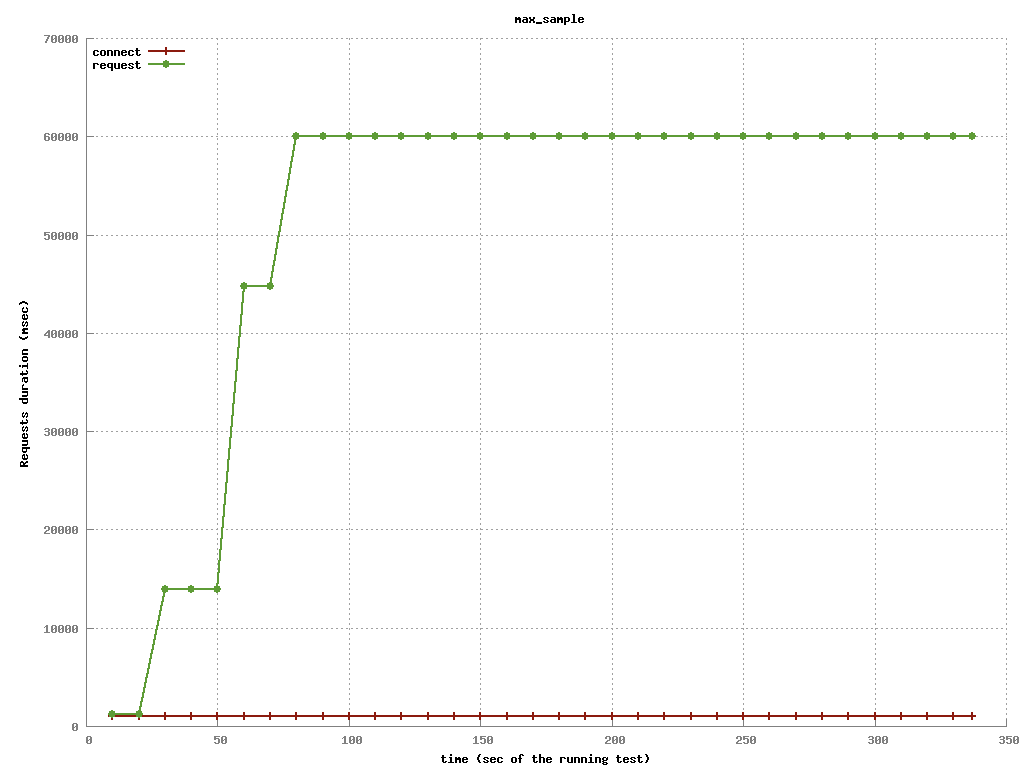 max_sample
connect
request
70000
60000
50000
40000
30000
20000
10000
0
Requests duration (msec)
0 50 100 150 200 250 300 350
time (sec of the running test)